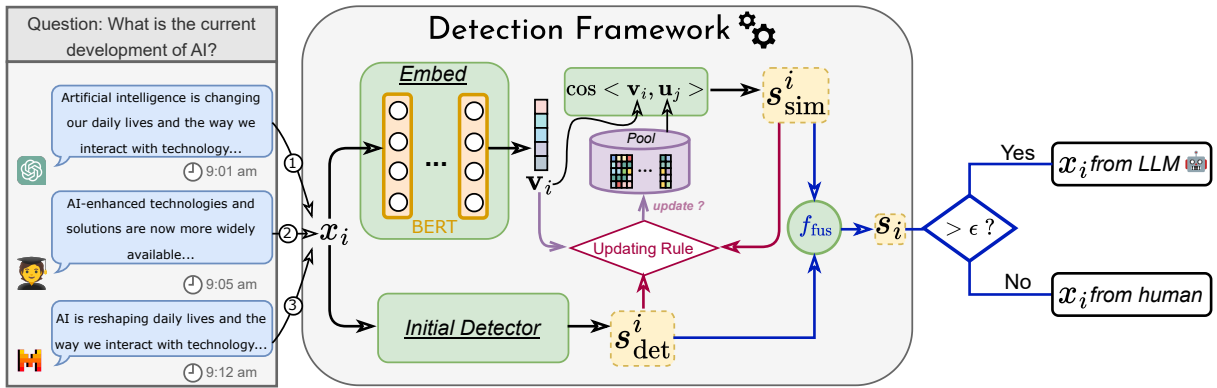 Question: What is the current
development of AI?
Artificial intelligence is changing
our daily lives and the way we
interact with technology...
9:01 am
AI-enhanced technologies and
solutions are now more widely
available...
9:05 am
AI is reshaping daily lives and the
way we interact with technology...
9:12 am
1
2
3
x_i
Detection Framework
Embed
...
BERT
v_i
cos < v_i, u_j >
Pool
...
update ?
Updating Rule
Initial Detector
s^i_sim
s^i_det
f_fus
s_i
> ϵ ?
Yes
x_i from LLM
No
x_i from human